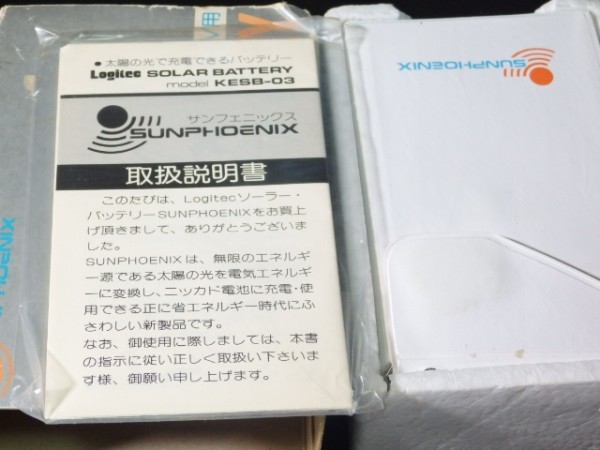 ●太陽の光で充電できるバッテリー
Logitec SOLAR BATTERY
model KESB-03
サンフェニックス
SUNPHOENIX
取扱説明書
このたびは、Logitecソーラー・
バッテリーSUNPHOENIXをお買上
げ頂きまして、ありがとうございま
した。
SUNPHOENIXは、無限のエネルギ
ー源である太陽の光を電気エネルギ
ーに変換し、ニッカド電池に充電・使
用できる正に省エネルギー時代にふ
さわしい新製品です。
なお、御使用に際しましては、本書
の指示に従い正しく取扱い下さいま
す様、御願い申し上げます。
SUNPHOENIX
用
X
PHOENIX